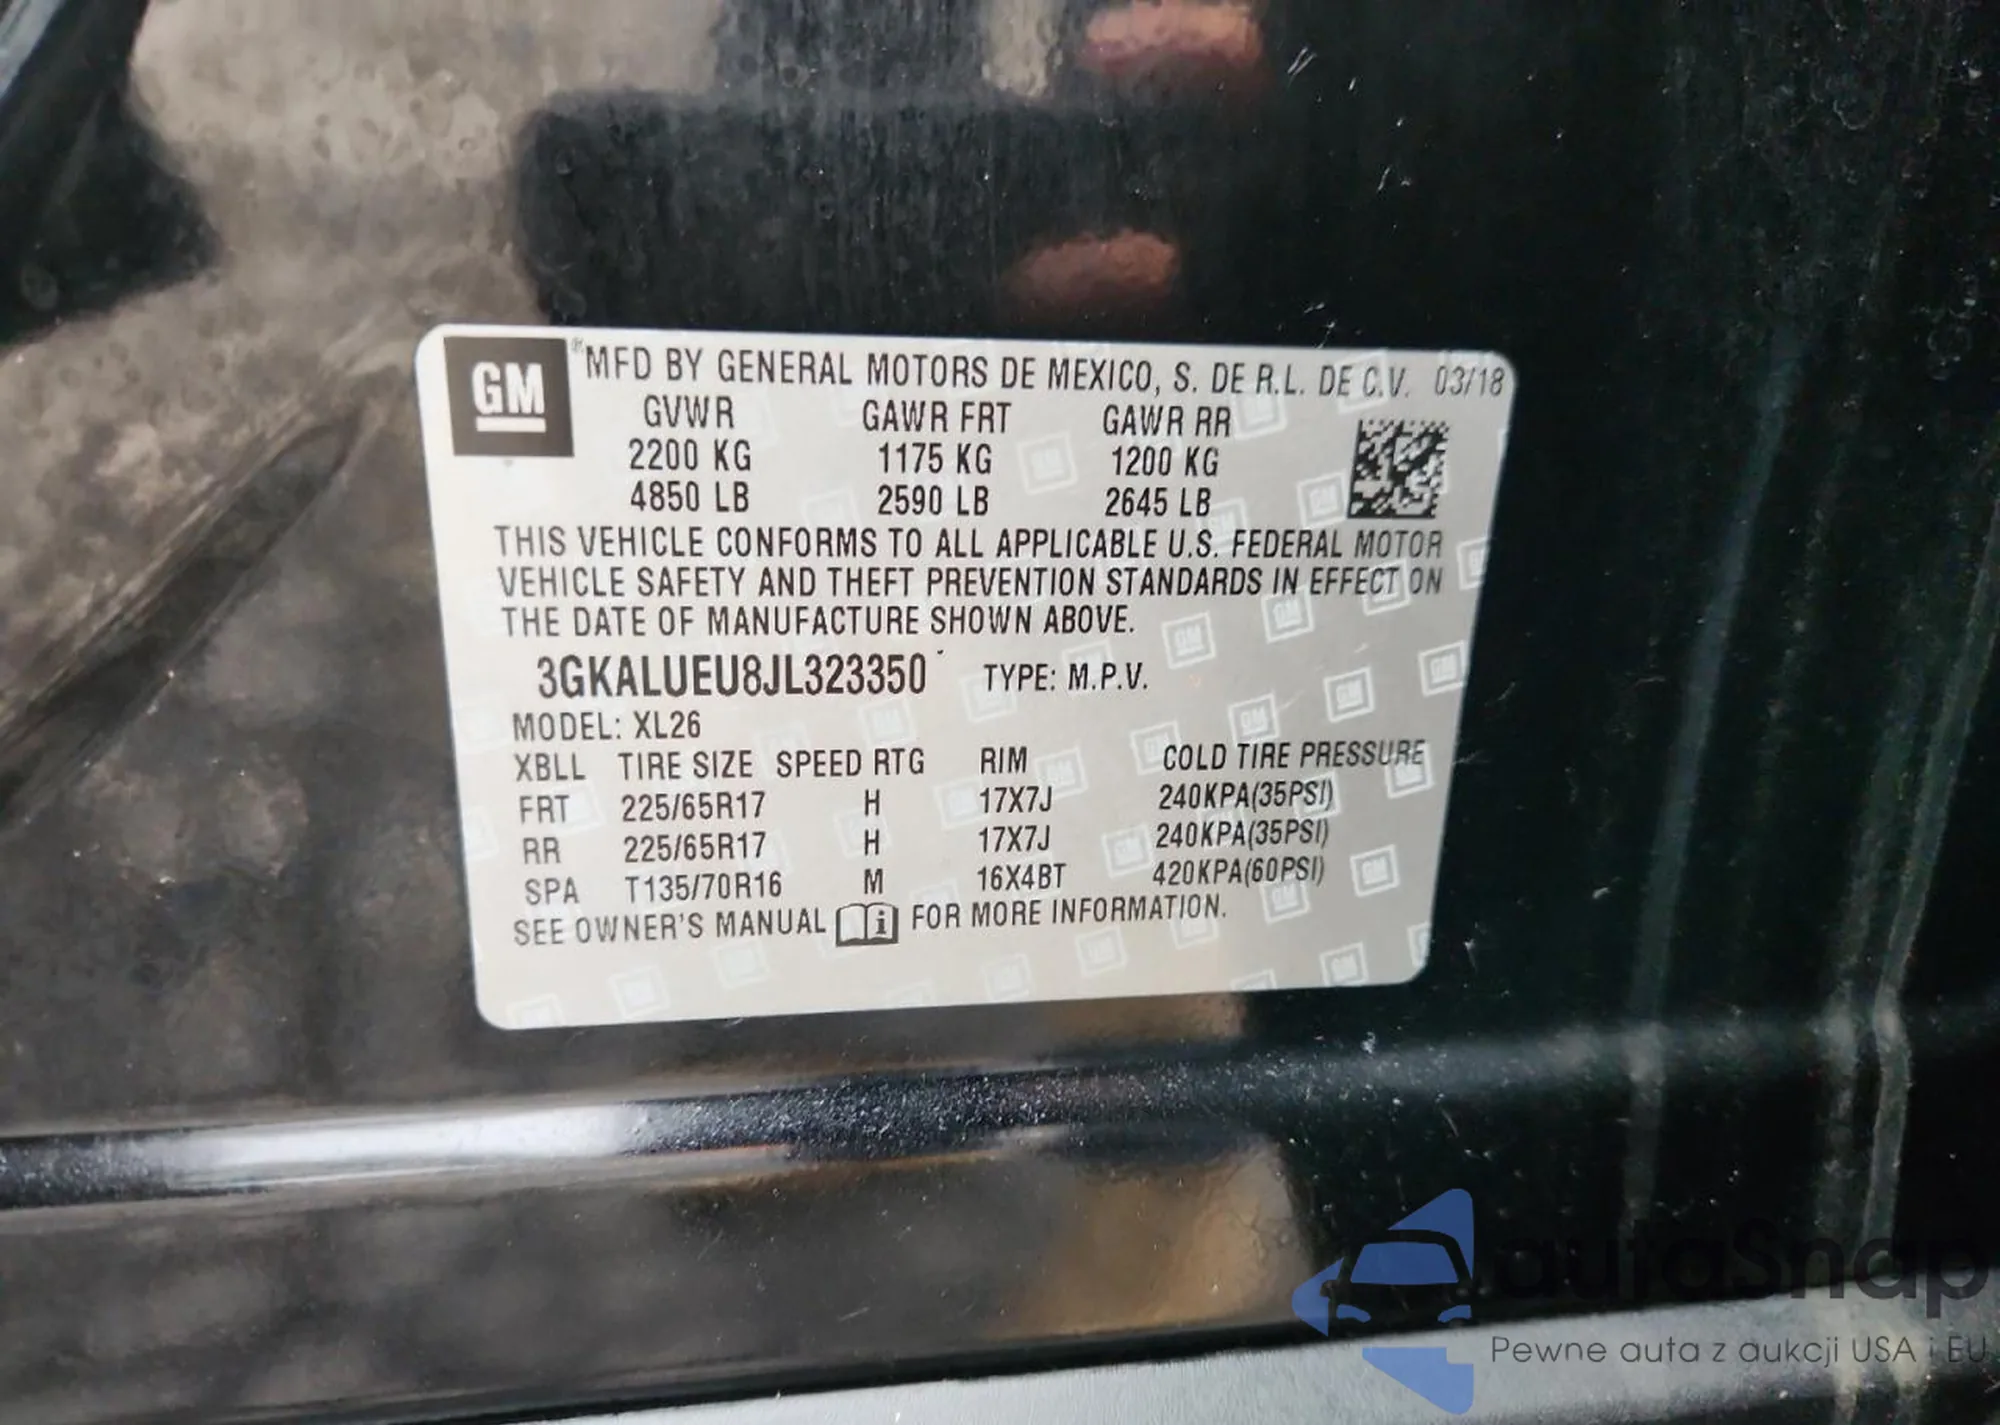 GM ® MFD BY GENERAL MOTORS DE MEXICO, S. DE R.L. DE C.V. 03/18
GVWR GAWR FRT GAWR RR
2200 KG 1175 KG 1200 KG
4850 LB 2590 LB 2645 LB
THIS VEHICLE CONFORMS TO ALL APPLICABLE U.S. FEDERAL MOTOR
VEHICLE SAFETY AND THEFT PREVENTION STANDARDS IN EFFECT ON
THE DATE OF MANUFACTURE SHOWN ABOVE.
3GKALUEU8JL323350 TYPE: M.P.V.
MODEL: XL26
XBLL TIRE SIZE SPEED RTG RIM COLD TIRE PRESSURE
FRT 225/65R17 H 17X7J 240KPA(35PSI)
RR 225/65R17 H 17X7J 240KPA(35PSI)
SPA T135/70R16 M 16X4BT 420KPA(60PSI)
SEE OWNER'S MANUAL i FOR MORE INFORMATION.
autoSnap
Pewne auta z aukcji USA i EU